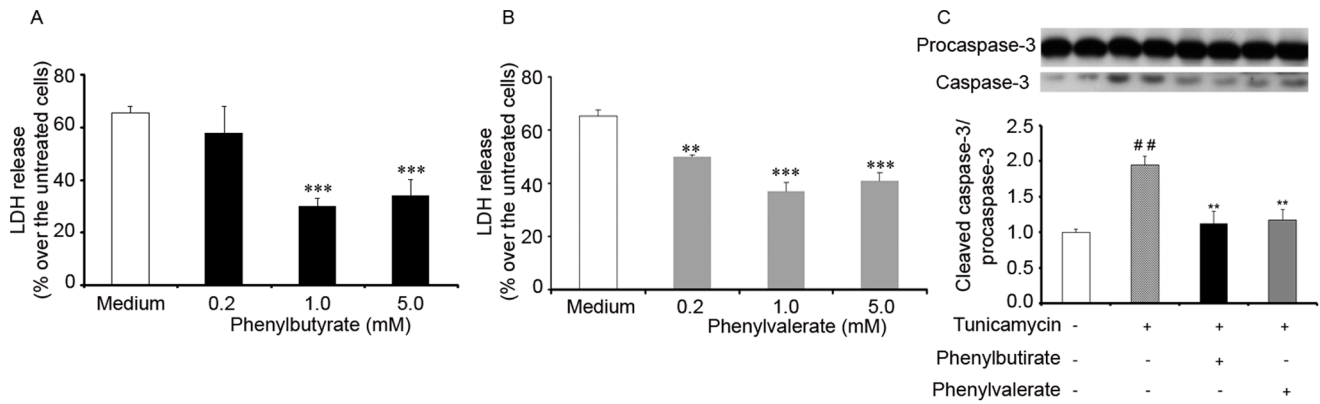 A
LDH release
(% over the untreated cells)
80
60
40
20
0
***
***
Medium 0.2 1.0 5.0
Phenylbutyrate (mM)
B
LDH release
(% over the untreated cells)
80
60
40
20
0
**
***
***
Medium 0.2 1.0 5.0
Phenylvalerate (mM)
C
Procaspase-3
Caspase-3
Cleaved caspase-3/
procaspase-3
2.5
2.0
1.5
1.0
0.5
0.0
##
**
**
Tunicamycin - + + +
Phenylbutirate - - + -
Phenylvalerate - - - +